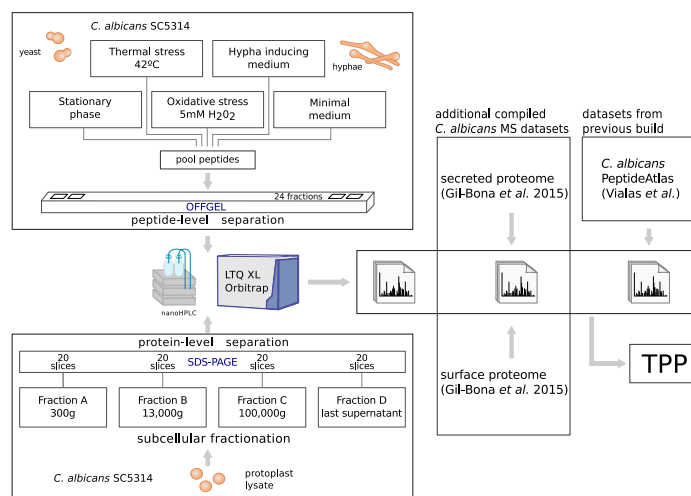 C. albicans SC5314
yeast
hyphae
Thermal stress
42ºC
Hypha inducing
medium
Stationary
phase
Oxidative stress
5mM H2O2
Minimal
medium
pool peptides
24 fractions
OFFGEL
peptide-level separation
nanoHPLC
LTQ XL
Orbitrap
additional compiled
C. albicans MS datasets
secreted proteome
(Gil-Bona et al. 2015)
datasets from
previous build
C. albicans
PeptideAtlas
(Vialas et al.)
surface proteome
(Gil-Bona et al. 2015)
TPP
protein-level separation
20
slices
20
slices
SDS-PAGE
20
slices
20
slices
Fraction A
300g
Fraction B
13,000g
Fraction C
100,000g
Fraction D
last supernatant
subcellular fractionation
C. albicans SC5314
protoplast
lysate